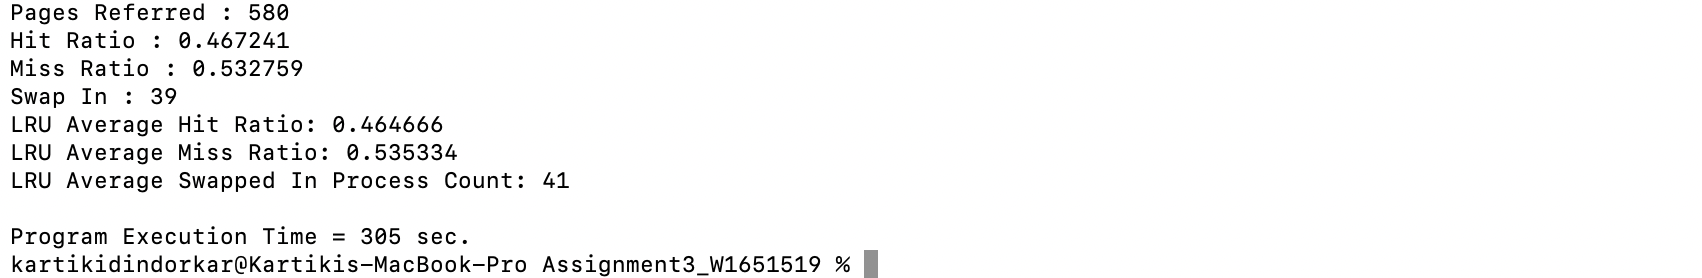 Pages Referred : 580
Hit Ratio : 0.467241
Miss Ratio : 0.532759
Swap In : 39
LRU Average Hit Ratio: 0.464666
LRU Average Miss Ratio: 0.535334
LRU Average Swapped In Process Count: 41
Program Execution Time = 305 sec.
kartikidindorkar@Kartikis-MacBook-Pro Assignment3_W1651519 %